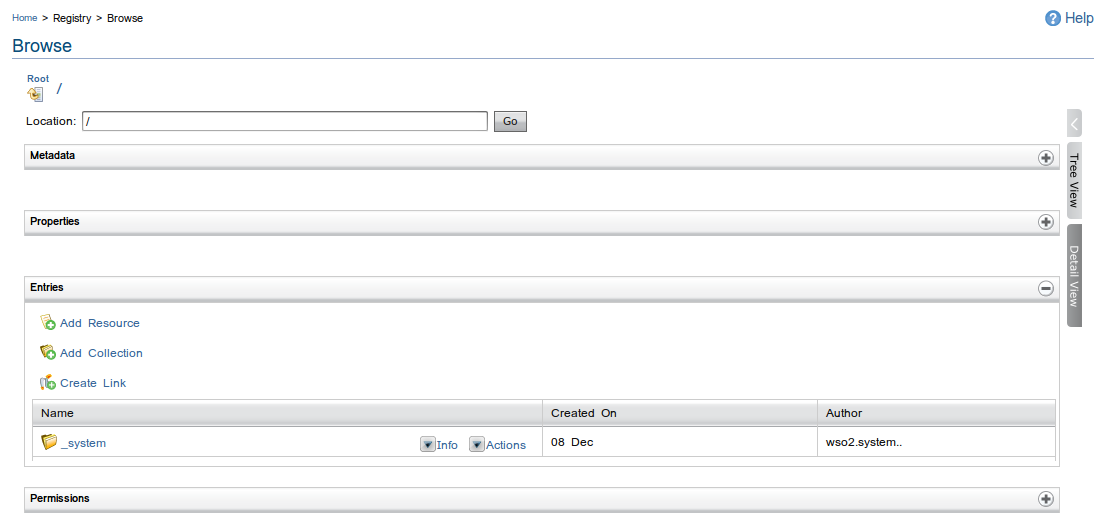 Home > Registry > Browse
Help
Browse
Root
/
Location: / Go
Metadata
Tree View
Properties
Detail View
Entries
Add Resource
Add Collection
Create Link
Name Created On Author
_system Info Actions 08 Dec wso2.system..
Permissions